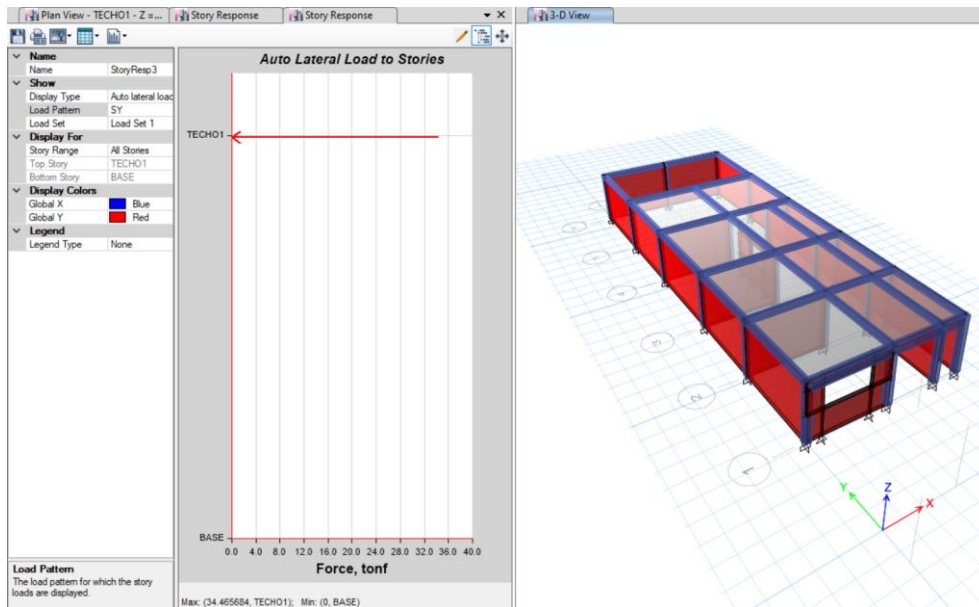 Plan View - TECHO1 - Z =...
Story Response
Story Response
3-D View
Name
Name StoryResp3
Show
Display Type Auto lateral load
Load Pattern SY
Load Set Load Set 1
Display For
Story Range All Stories
Top Story TECHO1
Bottom Story BASE
Display Colors
Global X Blue
Global Y Red
Legend
Legend Type None
Load Pattern
The load pattern for which the story
loads are displayed.
Auto Lateral Load to Stories
TECHO1
BASE
0.0 4.0 8.0 12.0 16.0 20.0 24.0 28.0 32.0 36.0 40.0
Force, tonf
Max: (34.465684, TECHO1); Min: (0, BASE)
4
3
2
1
Y
Z
X